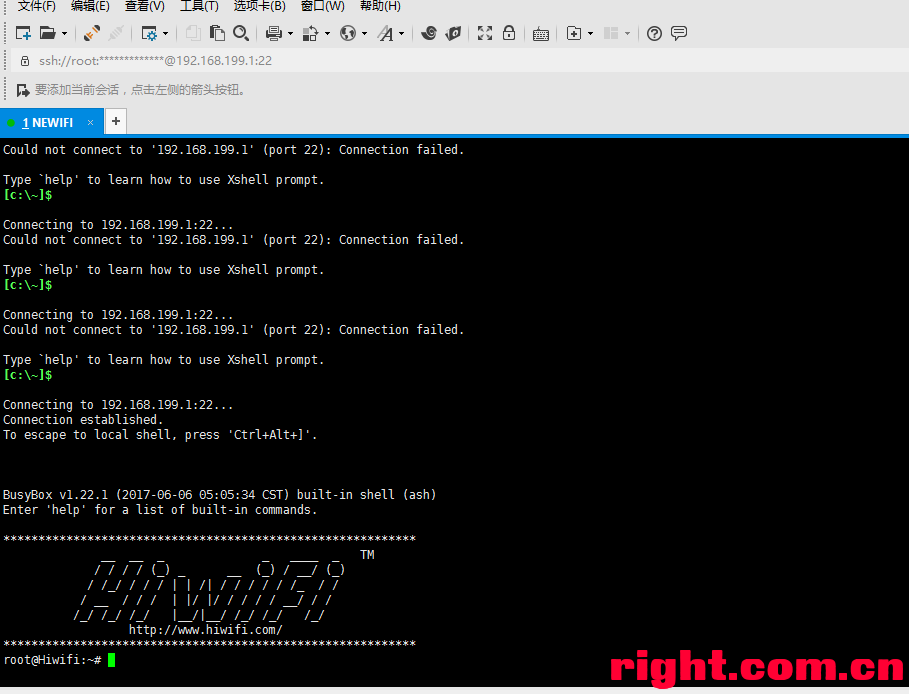 文件(F) 编辑(E) 查看(V) 工具(T) 选项卡(B) 窗口(W) 帮助(H)
ssh://root:*************@192.168.199.1:22
要添加当前会话，点击左侧的箭头按钮。
1 NEWIFI × +
Could not connect to '192.168.199.1' (port 22): Connection failed.
Type `help' to learn how to use Xshell prompt.
[c:\~]$
Connecting to 192.168.199.1:22...
Could not connect to '192.168.199.1' (port 22): Connection failed.
Type `help' to learn how to use Xshell prompt.
[c:\~]$
Connecting to 192.168.199.1:22...
Could not connect to '192.168.199.1' (port 22): Connection failed.
Type `help' to learn how to use Xshell prompt.
[c:\~]$
Connecting to 192.168.199.1:22...
Connection established.
To escape to local shell, press 'Ctrl+Alt+]'.
BusyBox v1.22.1 (2017-06-06 05:05:34 CST) built-in shell (ash)
Enter 'help' for a list of built-in commands.
***********************************************************
HiWiFi TM
http://www.hiwifi.com/
***********************************************************
root@Hiwifi:~#
right.com.cn